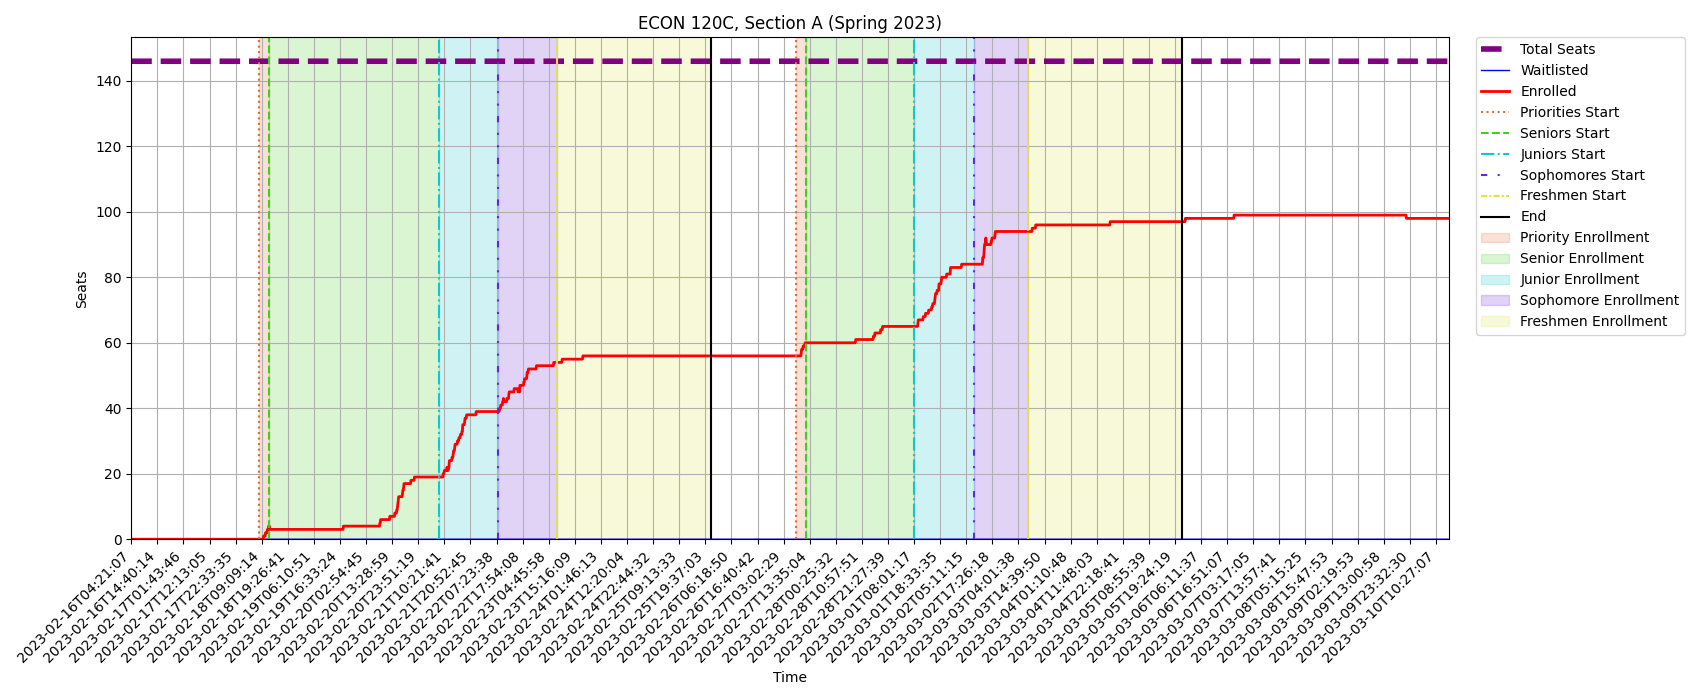 ECON 120C, Section A (Spring 2023)
Seats
140
120
100
80
60
40
20
0
2023-02-16T04:21:07
2023-02-16T14:40:14
2023-02-17T01:43:46
2023-02-17T12:13:05
2023-02-17T22:33:35
2023-02-18T09:09:14
2023-02-18T19:26:41
2023-02-19T06:10:51
2023-02-19T16:33:24
2023-02-20T02:54:45
2023-02-20T13:28:59
2023-02-20T23:51:19
2023-02-21T10:21:41
2023-02-21T20:52:45
2023-02-22T07:23:38
2023-02-22T17:54:08
2023-02-23T04:45:58
2023-02-23T15:16:09
2023-02-24T01:46:13
2023-02-24T12:20:04
2023-02-24T22:44:32
2023-02-25T09:13:33
2023-02-25T19:37:03
2023-02-26T06:18:50
2023-02-26T16:40:42
2023-02-27T03:02:29
2023-02-27T13:35:04
2023-02-28T00:25:32
2023-02-28T10:57:51
2023-02-28T21:27:39
2023-03-01T08:01:17
2023-03-01T18:33:35
2023-03-02T05:11:15
2023-03-02T17:26:18
2023-03-03T04:01:38
2023-03-03T14:39:50
2023-03-04T01:10:48
2023-03-04T11:48:03
2023-03-04T22:18:41
2023-03-05T08:55:39
2023-03-05T19:24:19
2023-03-06T06:11:37
2023-03-06T16:51:07
2023-03-07T03:17:05
2023-03-07T13:57:41
2023-03-08T05:15:25
2023-03-08T15:47:53
2023-03-09T02:19:53
2023-03-09T13:00:58
2023-03-09T23:32:30
2023-03-10T10:27:07
Time
Total Seats
Waitlisted
Enrolled
Priorities Start
Seniors Start
Juniors Start
Sophomores Start
Freshmen Start
End
Priority Enrollment
Senior Enrollment
Junior Enrollment
Sophomore Enrollment
Freshmen Enrollment